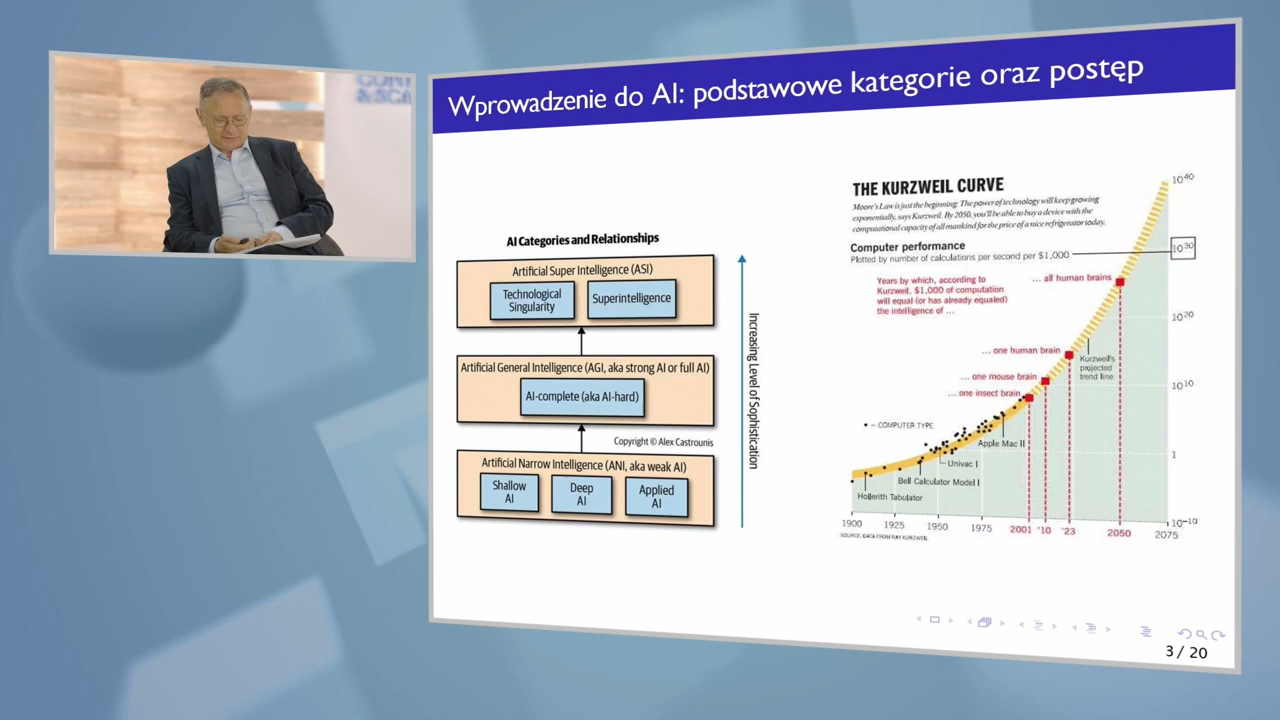 Wprowadzenie do AI: podstawowe kategorie oraz postęp
AI Categories and Relationships
Artificial Super Intelligence (ASI)
Technological
Singularity
Superintelligence
Artificial General Intelligence (AGI, aka strong AI or full AI)
AI-complete (aka AI-hard)
Copyright © Alex Castrounis
Artificial Narrow Intelligence (ANI, aka weak AI)
Shallow
AI
Deep
AI
Applied
AI
Increasing Level of Sophistication
THE KURZWEIL CURVE
Moore's Law is just the beginning: The power of technology will keep growing
exponentially, says Kurzweil. By 2050, you'll be able to buy a device with the
computational capacity of all mankind for the price of a nice refrigerator today.
Computer performance
Plotted by number of calculations per second per $1,000
Years by which, according to
Kurzweil, $1,000 of computation
will equal (or has already equaled)
the intelligence of ...
... all human brains
... one human brain
... one mouse brain
... one insect brain
Kurzweil's
projected
trend line
– COMPUTER TYPE
Apple Mac II
Univac I
Bell Calculator Model I
Hollerith Tabulator
10^40
10^30
10^20
10^10
1
10^-10
1900 1925 1950 1975 2001 '10 '23 2050 2075
SOURCE: DATA FROM RAY KURZWEIL
3 / 20